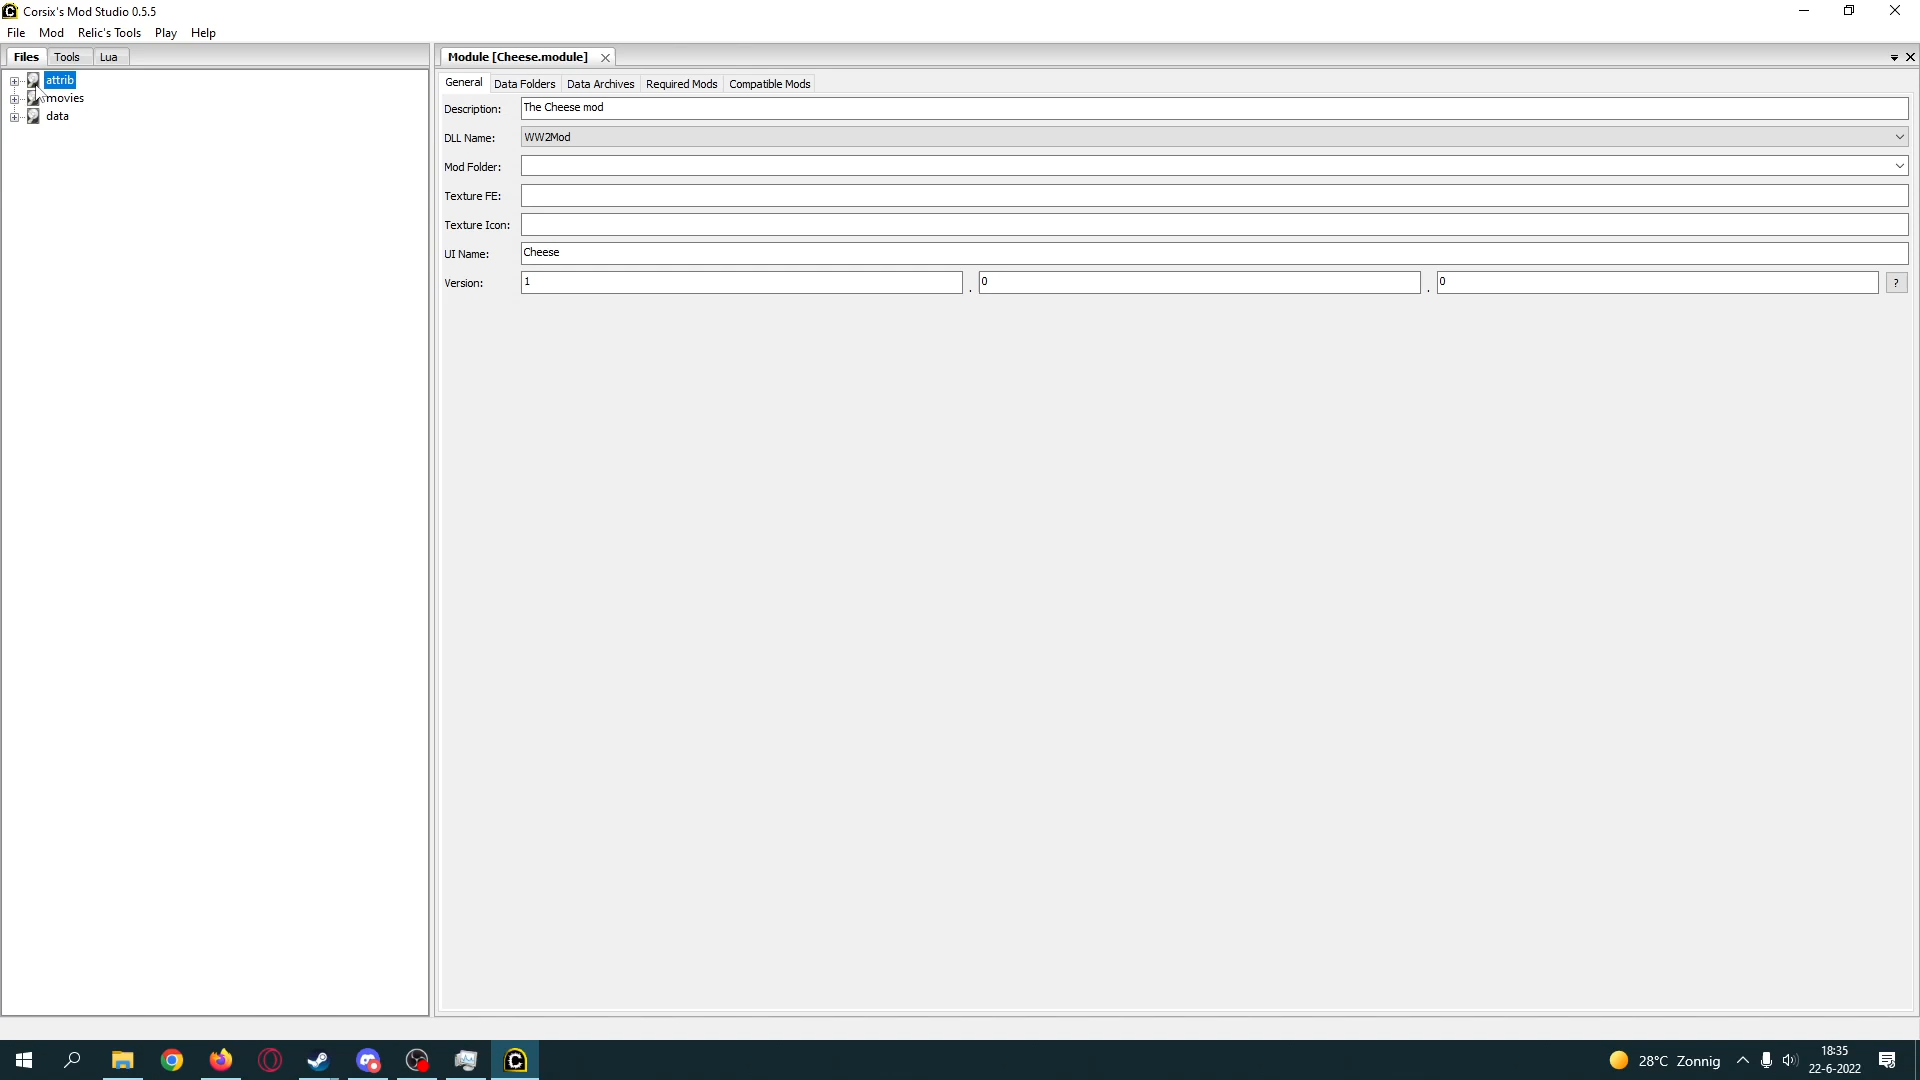 Corsix's Mod Studio 0.5.5
File Mod Relic's Tools Play Help
Files Tools Lua
attrib
movies
data
Module [Cheese.module]
General Data Folders Data Archives Required Mods Compatible Mods
Description: The Cheese mod
DLL Name: WW2Mod
Mod Folder:
Texture FE:
Texture Icon:
UI Name: Cheese
Version: 1 . 0 . 0 ?
28°C Zonnig
18:35
22-6-2022